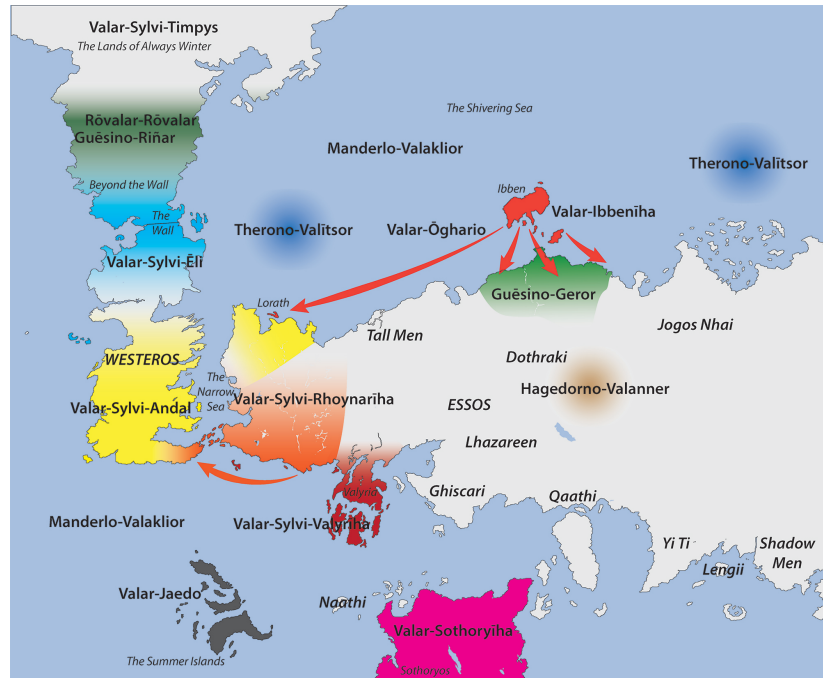 Valar-Sylvi-Timpys
The Lands of Always Winter
The Shivering Sea
Rōvalar-Rōvalar
Guēsino-Riñar
Manderlo-Valaklior
Therono-Valītsor
Beyond the Wall
Ibben
The
Wall
Therono-Valītsor
Valar-Ōghario
Valar-Ibbenīha
Valar-Sylvi-Ēlī
Guēsino-Geror
Lorath
Tall Men
Jogos Nhai
WESTEROS
Dothraki
The
Narrow
Sea
Hagedorno-Valanner
Valar-Sylvi-Andal
Valar-Sylvi-Rhoynarīha
ESSOS
Lhazareen
Valyria
Ghiscari
Qaathi
Manderlo-Valaklior
Valar-Sylvi-Valyrīha
Yi Ti
Shadow
Men
Lengii
Valar-Jaedo
Naathi
Valar-Sothoryīha
The Summer Islands
Sothoryos